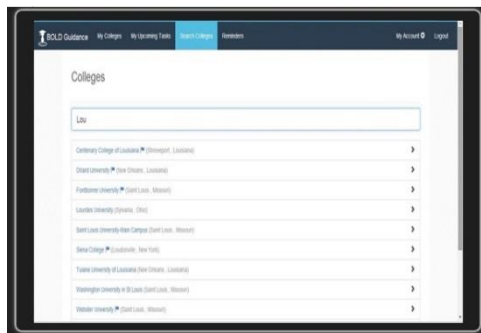 BOLD Guidance My Colleges My Upcoming Tasks Search Colleges Reminders My Account Logout
Colleges
Lou
Centenary College of Louisiana (Shreveport, Louisiana)
Dillard University (New Orleans, Louisiana)
Fontbonne University (Saint Louis, Missouri)
Lourdes University (Sylvania, Ohio)
Saint Louis University-Main Campus (Saint Louis, Missouri)
Siena College (Loudonville, New York)
Tulane University of Louisiana (New Orleans, Louisiana)
Washington University in St Louis (Saint Louis, Missouri)
Webster University (Saint Louis, Missouri)